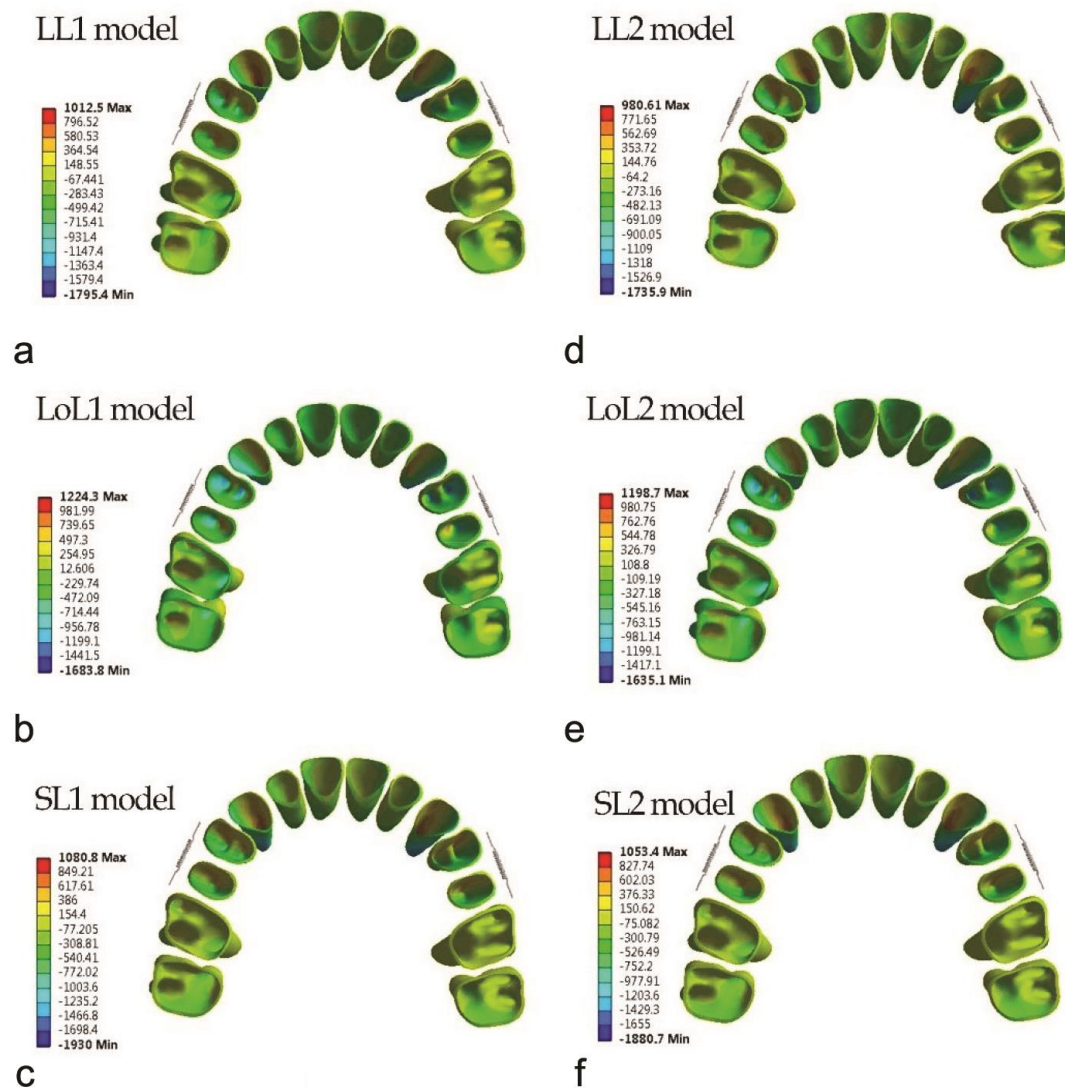 LL1 model
1012.5 Max
796.52
580.53
364.54
148.55
-67.441
-283.43
-499.42
-715.41
-931.4
-1147.4
-1363.4
-1579.4
-1795.4 Min
a
LL2 model
980.61 Max
771.65
562.69
353.72
144.76
-64.2
-273.16
-482.13
-691.09
-900.05
-1109
-1318
-1526.9
-1735.9 Min
d
LoL1 model
1224.3 Max
981.99
739.65
497.3
254.95
12.606
-229.74
-472.09
-714.44
-956.78
-1199.1
-1441.5
-1683.8 Min
b
LoL2 model
1198.7 Max
980.75
762.76
544.78
326.79
108.8
-109.19
-327.18
-545.16
-763.15
-981.14
-1199.1
-1417.1
-1635.1 Min
e
SL1 model
1080.8 Max
849.21
617.61
386
154.4
-77.205
-308.81
-540.41
-772.02
-1003.6
-1235.2
-1466.8
-1698.4
-1930 Min
c
SL2 model
1053.4 Max
827.74
602.03
376.33
150.62
-75.082
-300.79
-526.49
-752.2
-977.91
-1203.6
-1429.3
-1655
-1880.7 Min
f